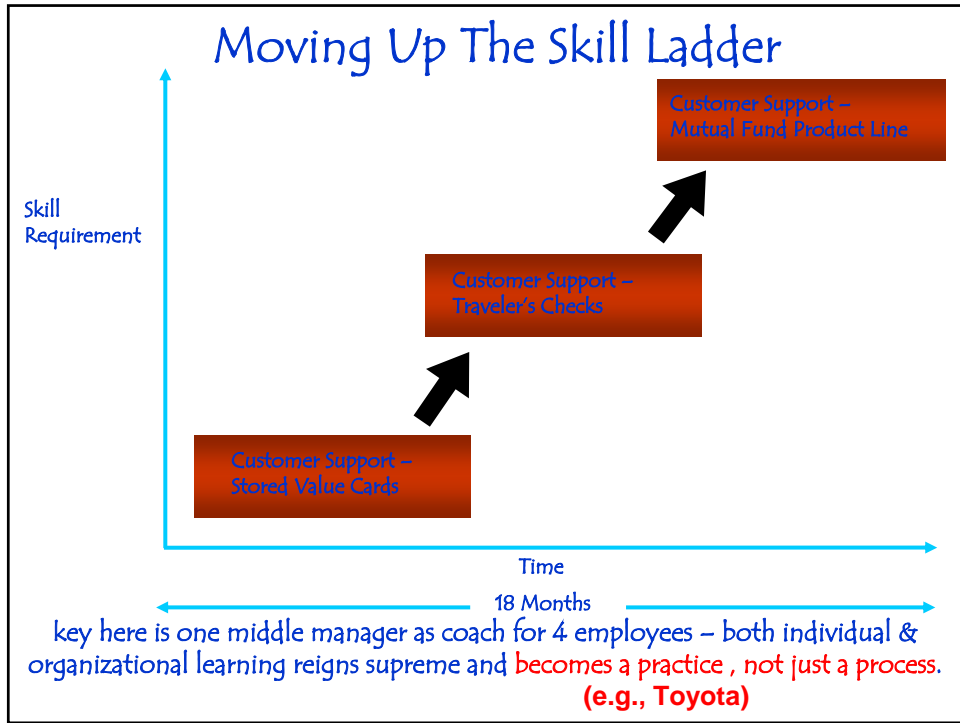 Moving Up The Skill Ladder
Customer Support –
Mutual Fund Product Line
Skill
Requirement
Customer Support –
Traveler's Checks
Customer Support –
Stored Value Cards
Time
18 Months
key here is one middle manager as coach for 4 employees – both individual &
organizational learning reigns supreme and becomes a practice , not just a process.
(e.g., Toyota)